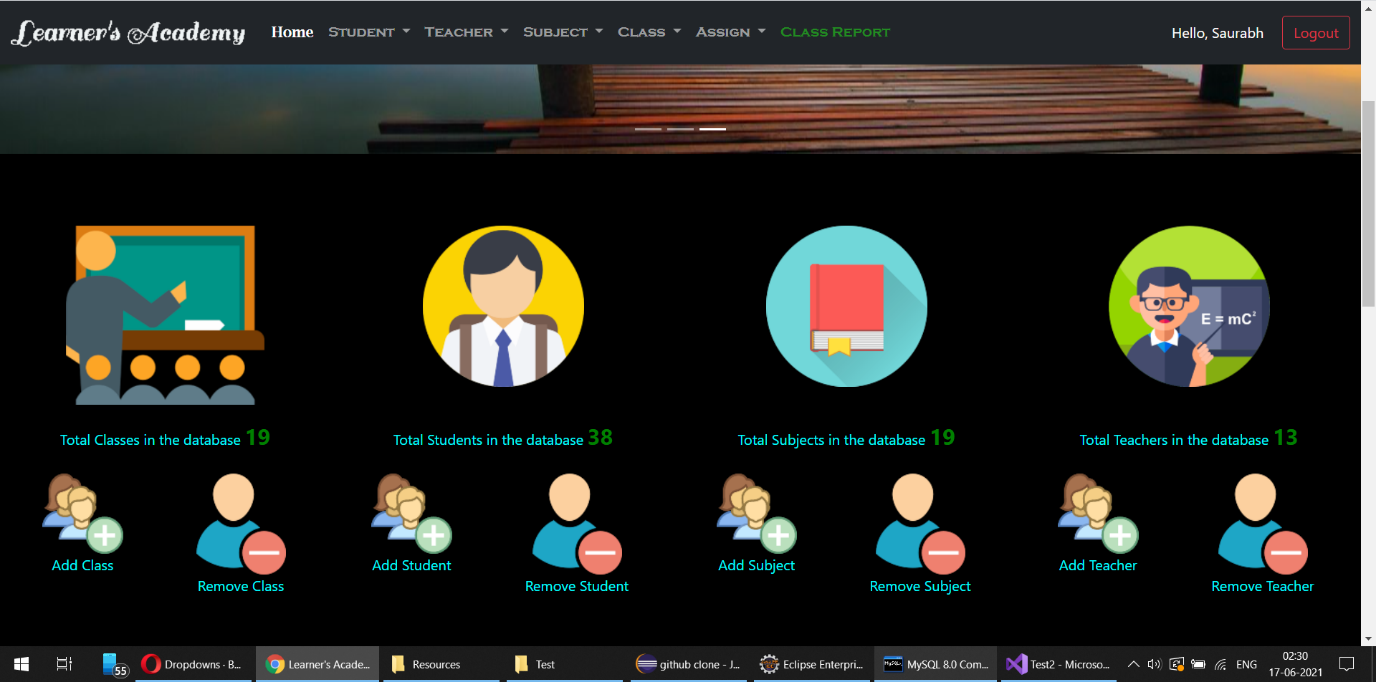 Learner's Academy Home Student Teacher Subject Class Assign Class Report Hello, Saurabh Logout
E = mC²
Total Classes in the database 19 Total Students in the database 38 Total Subjects in the database 19 Total Teachers in the database 13
Add Class Add Student Add Subject Add Teacher
Remove Class Remove Student Remove Subject Remove Teacher
55 Dropdowns · B... Learner's Acade... Resources Test github clone - J... Eclipse Enterpri... MySQL 8.0 Com... Test2 - Microso... ENG 02:30
17-06-2021